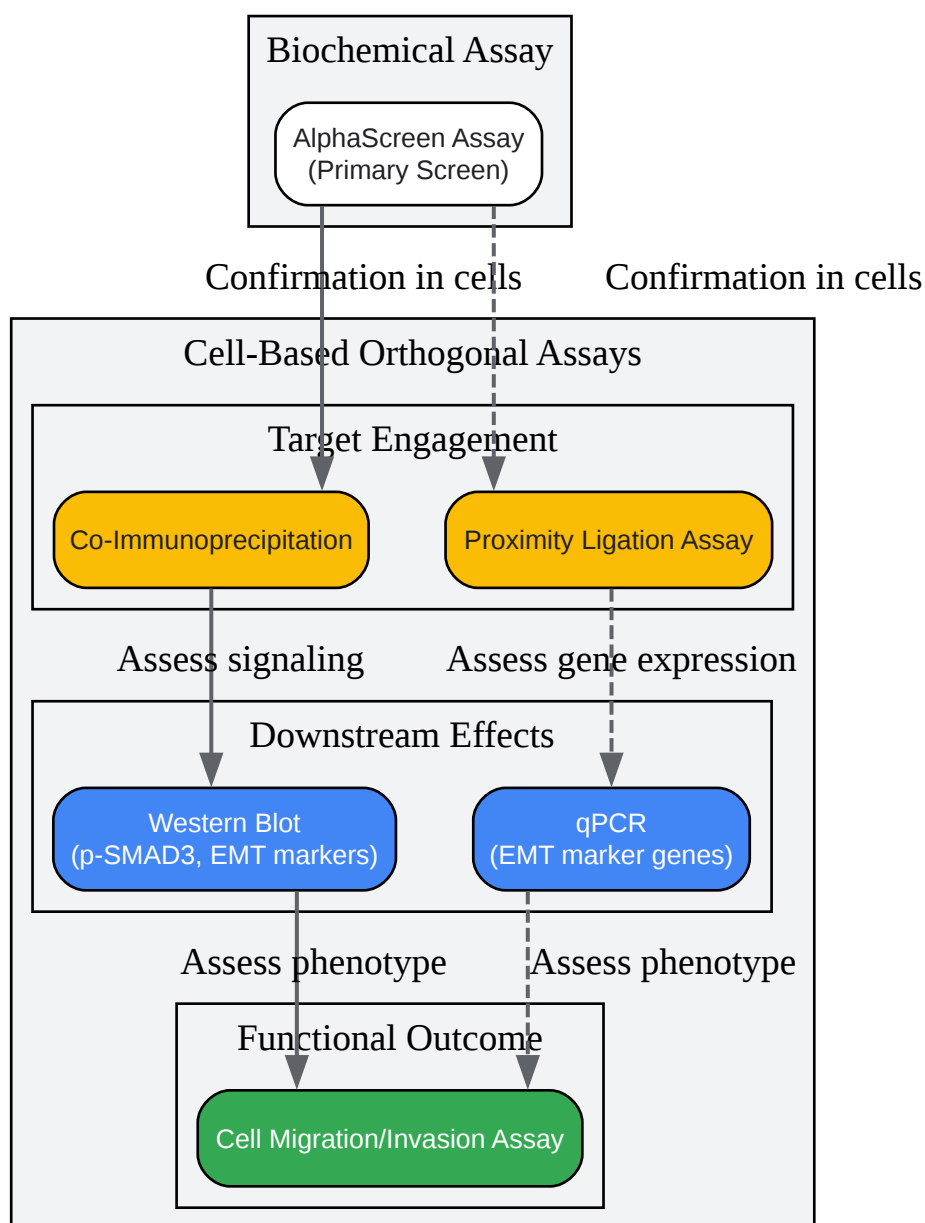 Biochemical Assay
AlphaScreen Assay
(Primary Screen)
Confirmation in cells
Confirmation in cells
Cell-Based Orthogonal Assays
Target Engagement
Co-Immunoprecipitation
Proximity Ligation Assay
Assess signaling
Assess gene expression
Downstream Effects
Western Blot
(p-SMAD3, EMT markers)
qPCR
(EMT marker genes)
Assess phenotype
Assess phenotype
Functional Outcome
Cell Migration/Invasion Assay